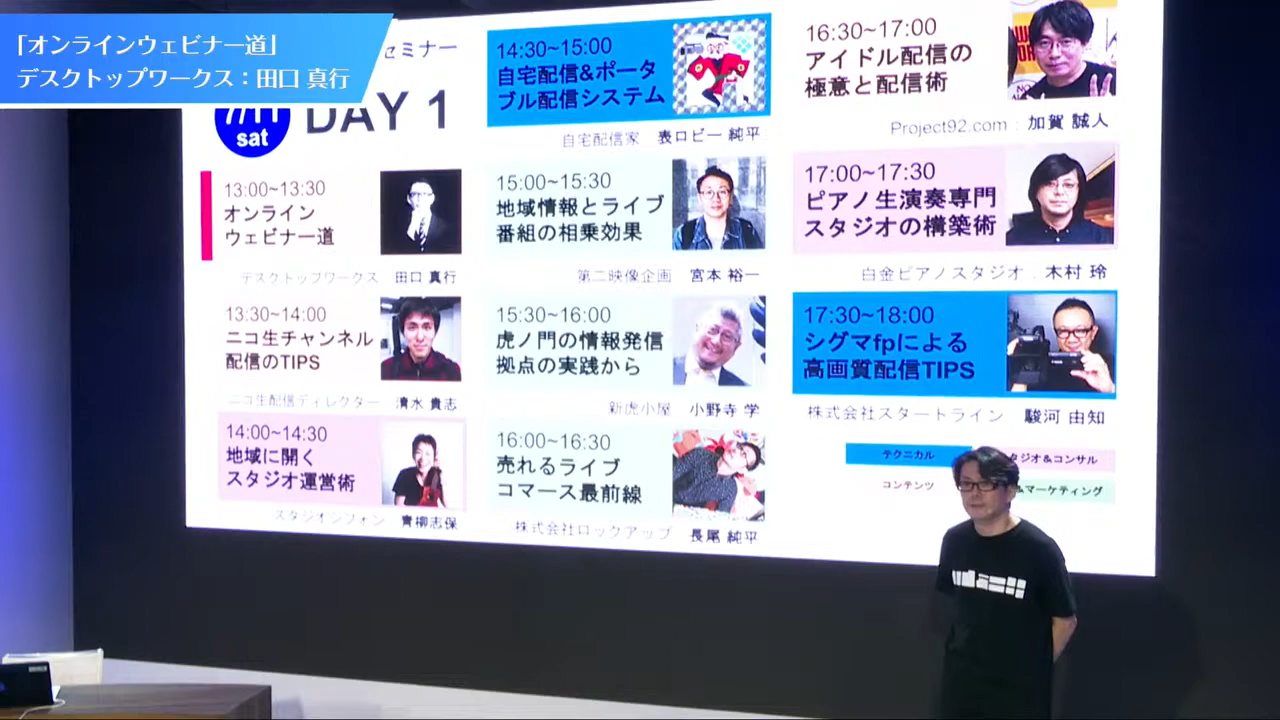 「オンラインウェビナー道」
デスクトップワークス：田口 真行
セミナー
sat
DAY 1
13:00~13:30
オンライン
ウェビナー道
デスクトップワークス 田口 真行
13:30~14:00
ニコ生チャンネル
配信のTIPS
ニコ生配信ディレクター 清水 貴志
14:00~14:30
地域に開く
スタジオ運営術
スタジオシフォン 青柳志保
14:30~15:00
自宅配信&ポータ
ブル配信システム
自宅配信家 表ロビー 純平
15:00~15:30
地域情報とライブ
番組の相乗効果
第二映像企画 宮本 裕一
15:30~16:00
虎ノ門の情報発信
拠点の実践から
新虎小屋 小野寺 学
16:00~16:30
売れるライブ
コマース最前線
株式会社ロックアップ 長尾 純平
16:30~17:00
アイドル配信の
極意と配信術
Project92.com : 加賀 誠人
17:00~17:30
ピアノ生演奏専門
スタジオの構築術
白金ピアノスタジオ . 木村 玲
17:30~18:00
シグマfpによる
高画質配信TIPS
株式会社スタートライン 駿河 由知
テクニカル
タジオ&コンサル
コンテンツ
&マーケティング